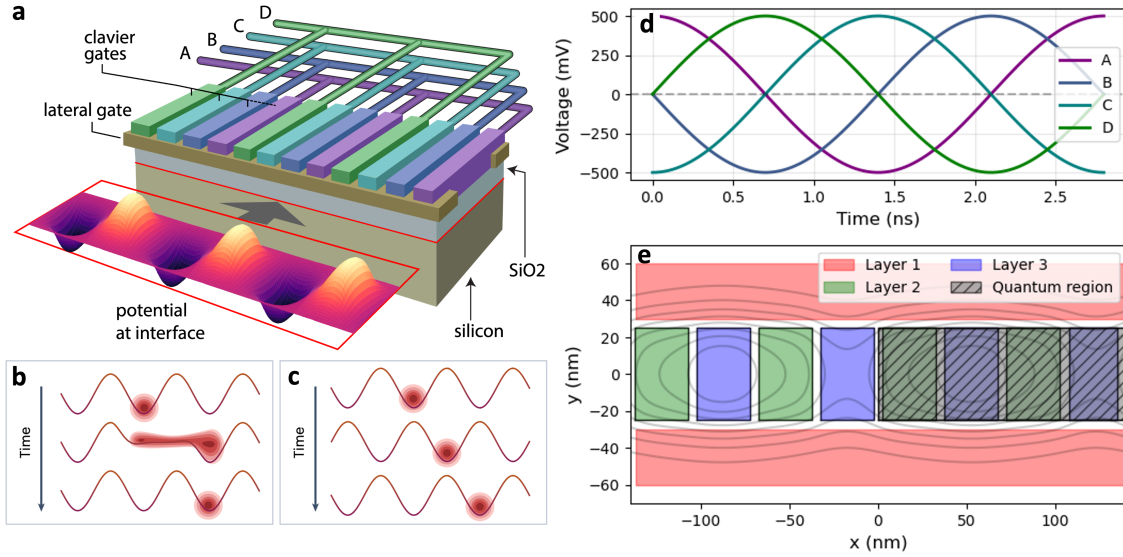 a
D
C
B
A
clavier
gates
lateral gate
SiO2
silicon
potential
at interface
b
Time
c
Time
d
Voltage (mV)
500
250
0
−250
−500
A
B
C
D
0.0
0.5
1.0
1.5
2.0
2.5
Time (ns)
e
y (nm)
60
40
20
0
−20
−40
−60
Layer 1
Layer 2
Layer 3
Quantum region
−100
−50
0
50
100
x (nm)